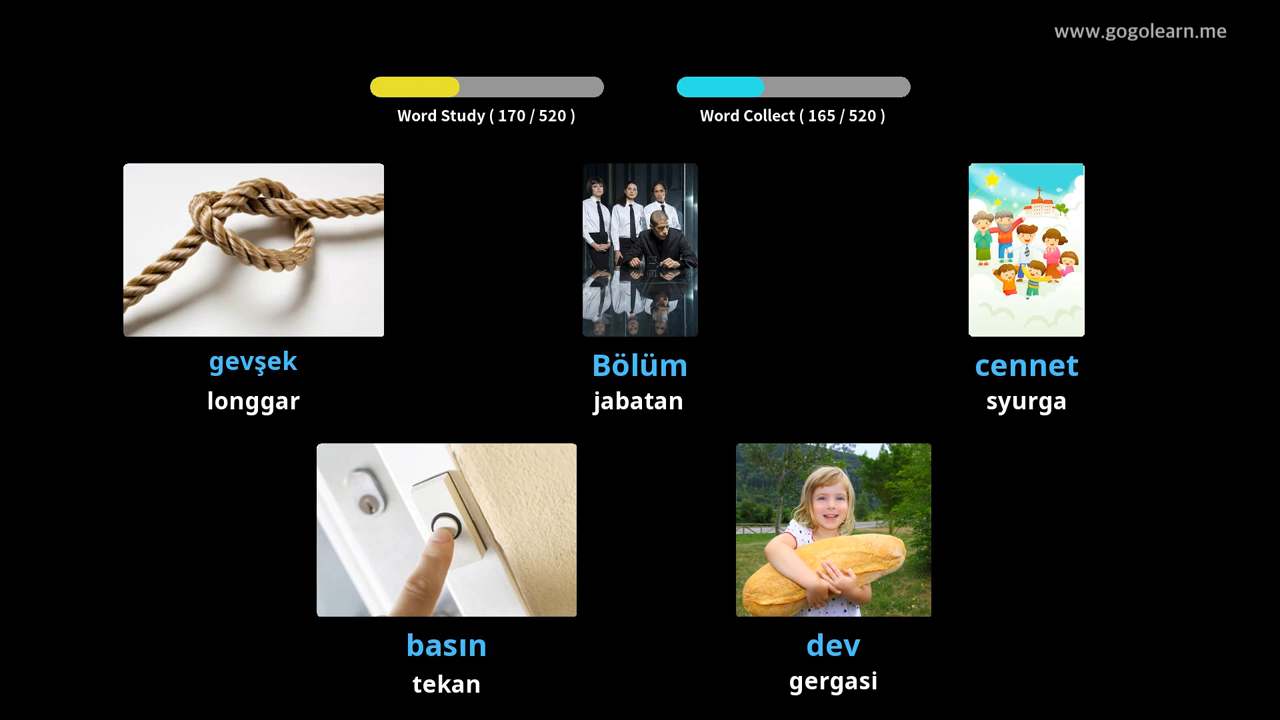 www.gogolearn.me
Word Study ( 170 / 520 )
Word Collect ( 165 / 520 )
gevşek
longgar
Bölüm
jabatan
cennet
syurga
basın
tekan
dev
gergasi